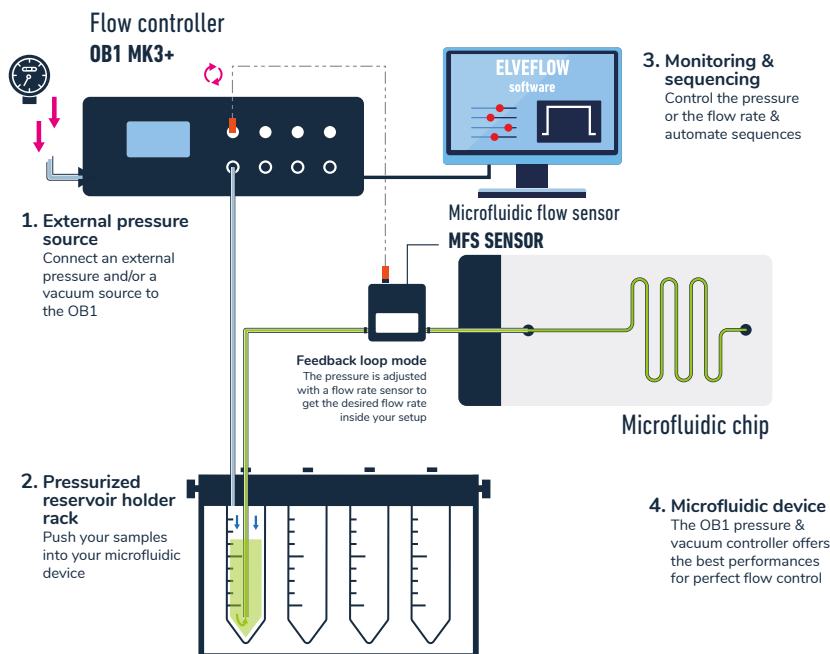 Flow controller
OB1 MK3+
ELVEFLOW
software
3. Monitoring &
sequencing
Control the pressure
or the flow rate &
automate sequences
1. External pressure
source
Connect an external
pressure and/or a
vacuum source to
the OB1
Microfluidic flow sensor
MFS SENSOR
Feedback loop mode
The pressure is adjusted
with a flow rate sensor to
get the desired flow rate
inside your setup
Microfluidic chip
2. Pressurized
reservoir holder
rack
Push your samples
into your microfluidic
device
4. Microfluidic device
The OB1 pressure &
vacuum controller offers
the best performances
for perfect flow control